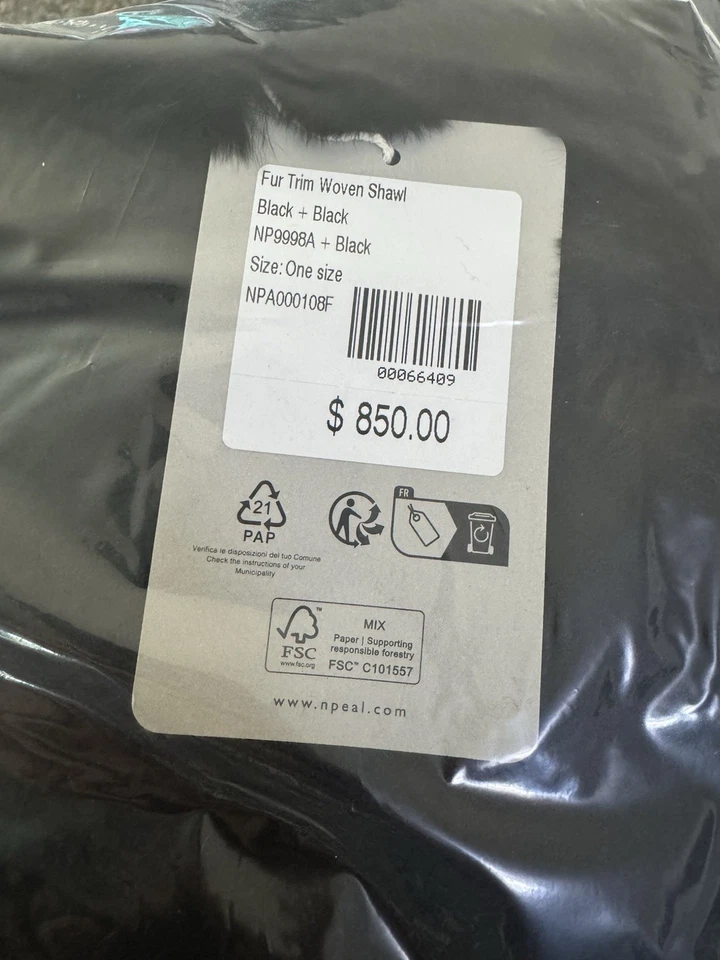 Fur Trim Woven Shawl
Black + Black
NP9998A + Black
Size: One size
NPA000108F
00066409
$ 850.00
21
PAP
Verifica le disposizioni del tuo Comune
Check the instructions of your
Municipality
FR
FSC™
www.fsc.org
MIX
Paper | Supporting
responsible forestry
FSC™ C101557
www.npeal.com